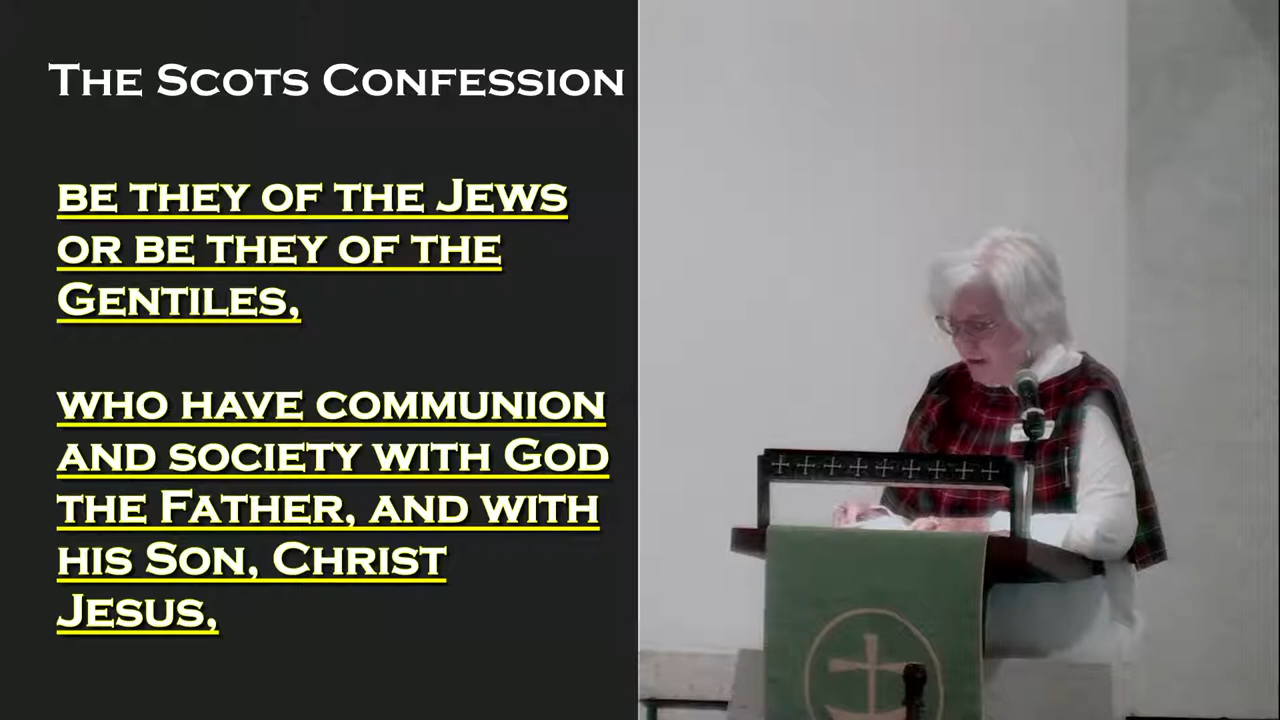 The Scots Confession
be they of the Jews
or be they of the
Gentiles,
who have communion
and society with God
the Father, and with
his Son, Christ
Jesus,